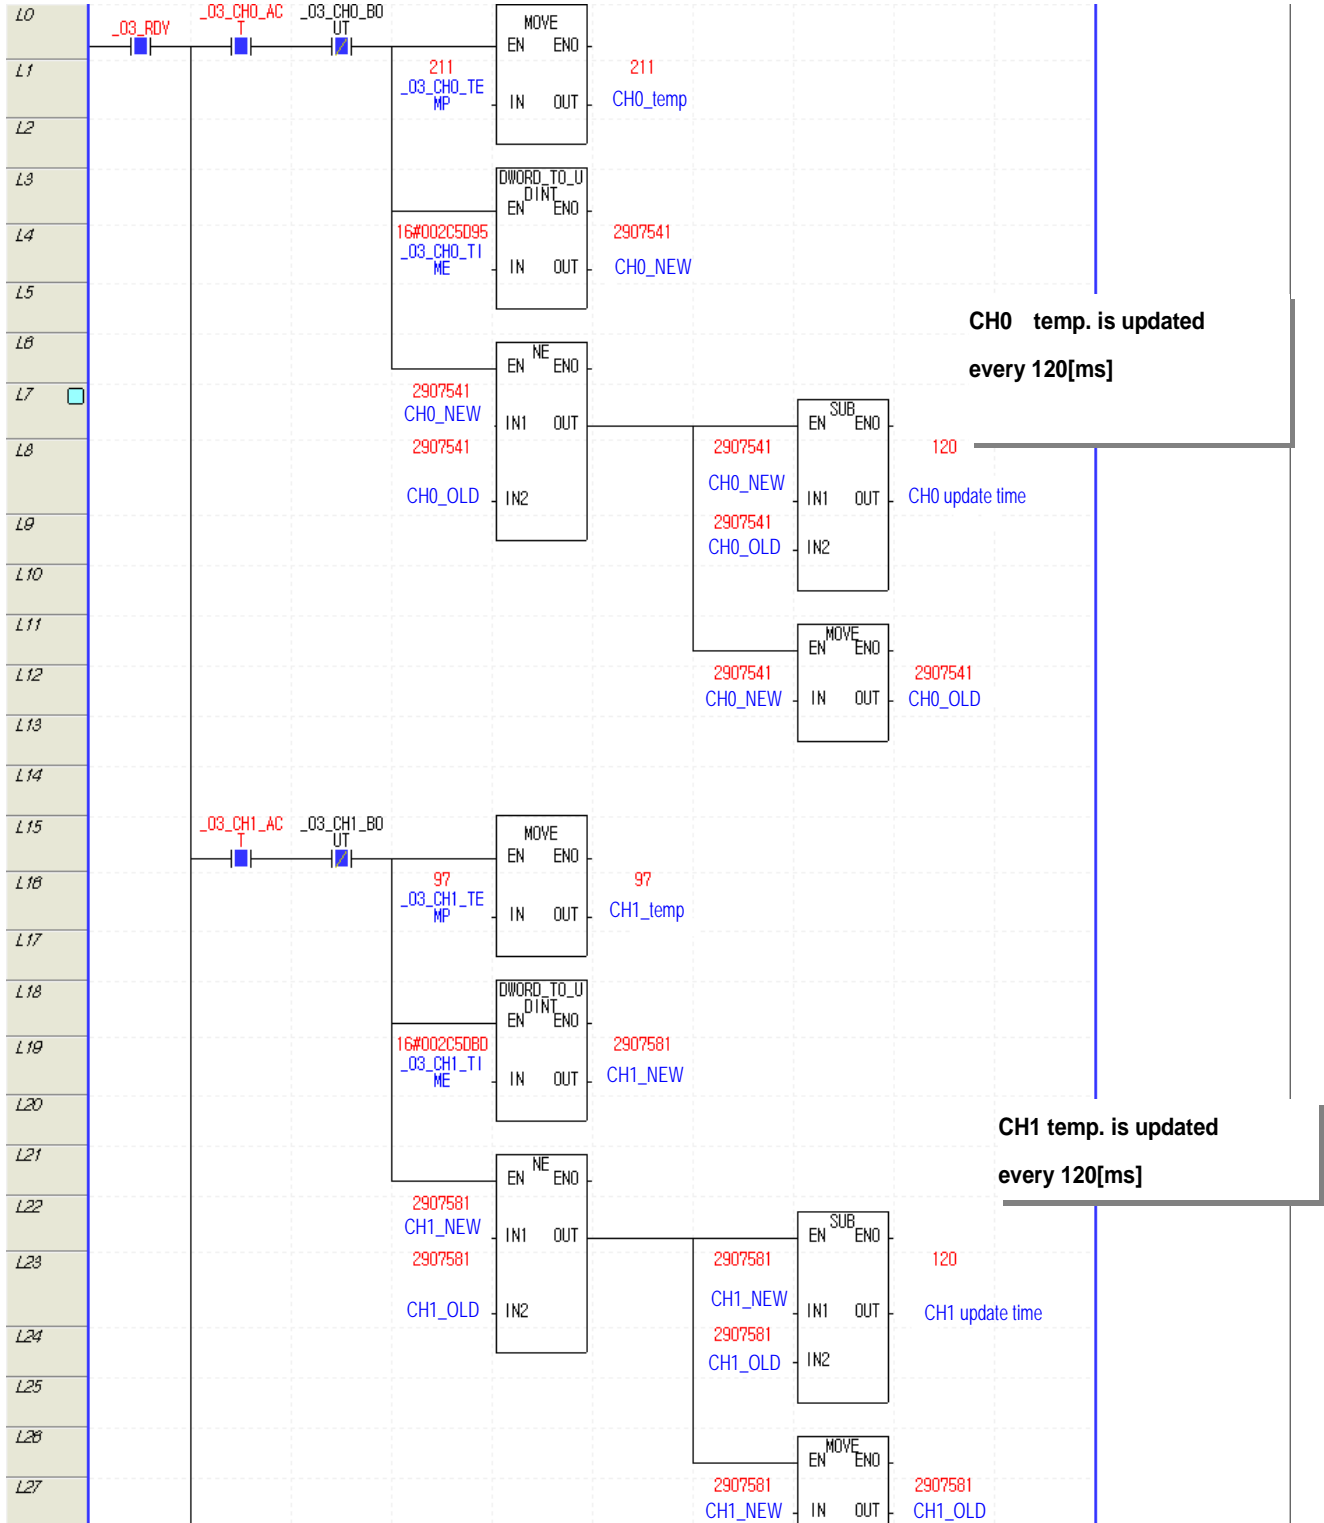 L0
_03_RDY
_03_CH0_AC
T
_03_CH0_BO
UT
MOVE
EN ENO
L1
211
_03_CH0_TE
MP
IN OUT
211
CH0_temp
L2
L3
DWORD_TO_U
DINT
EN ENO
L4
16#002C5D95
_03_CH0_TI
ME
IN OUT
2907541
CH0_NEW
L5
CH0 temp. is updated
every 120[ms]
L6
NE
EN ENO
L7
2907541
CH0_NEW
IN1 OUT
SUB
EN ENO
L8
2907541
CH0_OLD
IN2
2907541
CH0_NEW
IN1 OUT
120
CH0 update time
L9
2907541
CH0_OLD
IN2
L10
L11
MOVE
EN ENO
L12
2907541
CH0_NEW
IN OUT
2907541
CH0_OLD
L13
L14
L15
_03_CH1_AC
T
_03_CH1_BO
UT
MOVE
EN ENO
L16
97
_03_CH1_TE
MP
IN OUT
97
CH1_temp
L17
L18
DWORD_TO_U
DINT
EN ENO
L19
16#002C5DBD
_03_CH1_TI
ME
IN OUT
2907581
CH1_NEW
L20
CH1 temp. is updated
every 120[ms]
L21
NE
EN ENO
L22
2907581
CH1_NEW
IN1 OUT
SUB
EN ENO
L23
2907581
CH1_OLD
IN2
2907581
CH1_NEW
IN1 OUT
120
CH1 update time
L24
2907581
CH1_OLD
IN2
L25
L26
MOVE
EN ENO
L27
2907581
CH1_NEW
IN OUT
2907581
CH1_OLD